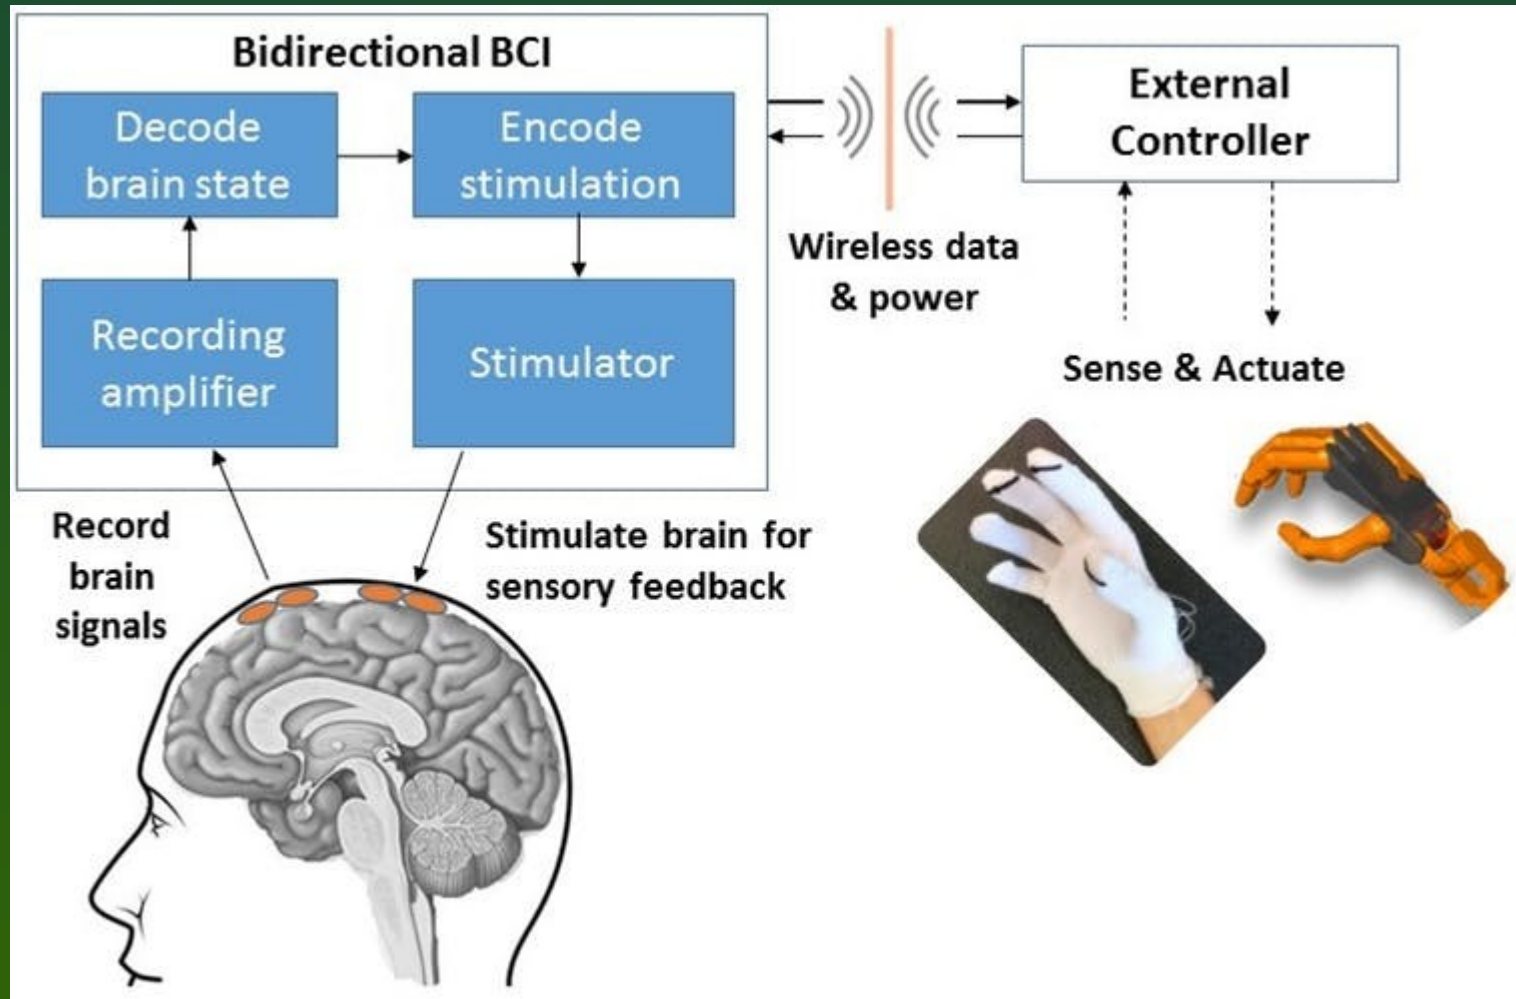 Bidirectional BCI
Decode
brain state
Encode
stimulation
Recording
amplifier
Stimulator
Record
brain
signals
Stimulate brain for
sensory feedback
Wireless data
& power
External
Controller
Sense & Actuate